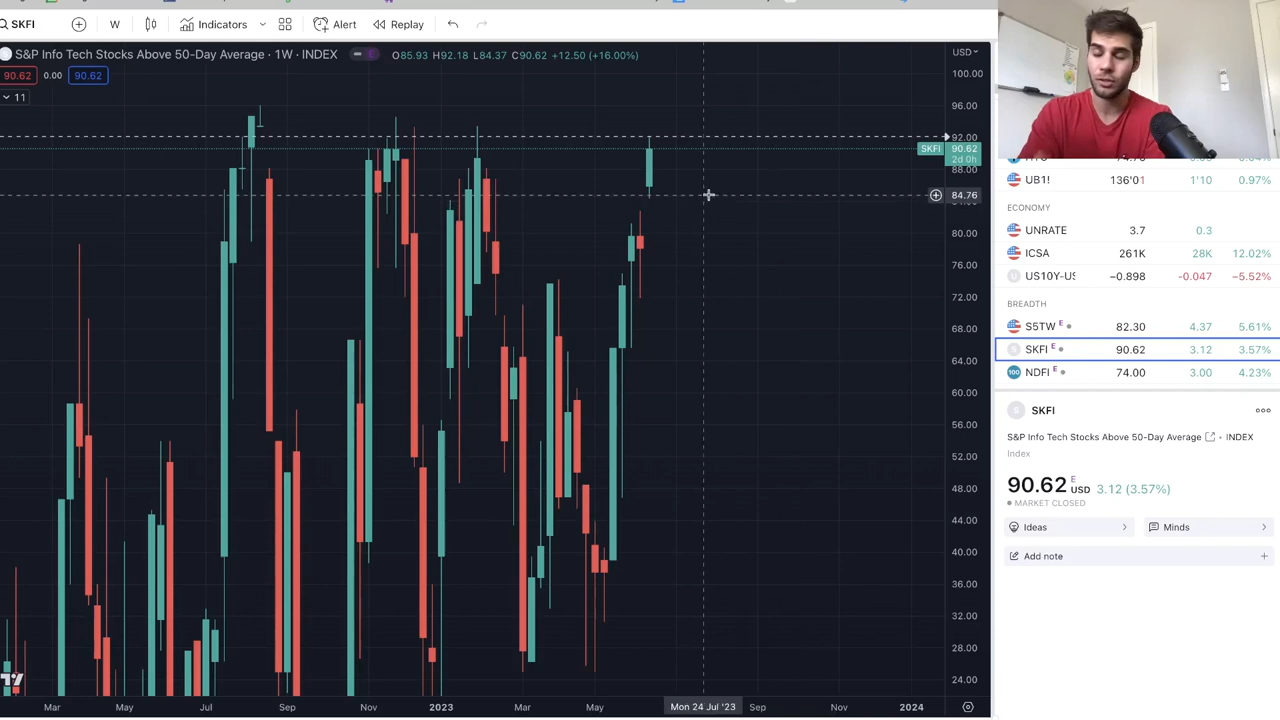 SKFI
W
Indicators
Alert
Replay
S&P Info Tech Stocks Above 50-Day Average · 1W · INDEX
E
O85.93 H92.18 L84.37 C90.62 +12.50 (+16.00%)
USD
90.62 0.00 90.62
11
100.00
96.00
92.00
SKFI 90.62
2d 0h
88.00
84.76
80.00
76.00
72.00
68.00
64.00
60.00
56.00
52.00
48.00
44.00
40.00
36.00
32.00
28.00
24.00
Mar May Jul Sep Nov 2023 Mar May Mon 24 Jul '23 Sep Nov 2024
UB1! 136'01 1'10 0.97%
ECONOMY
UNRATE 3.7 0.3
ICSA 261K 28K 12.02%
US10Y-US −0.898 -0.047 −5.52%
BREADTH
S5TW E 82.30 4.37 5.61%
SKFI E 90.62 3.12 3.57%
100 NDFI E 74.00 3.00 4.23%
S SKFI
S&P Info Tech Stocks Above 50-Day Average • INDEX
Index
90.62 E USD 3.12 (3.57%)
MARKET CLOSED
Ideas
Minds
Add note